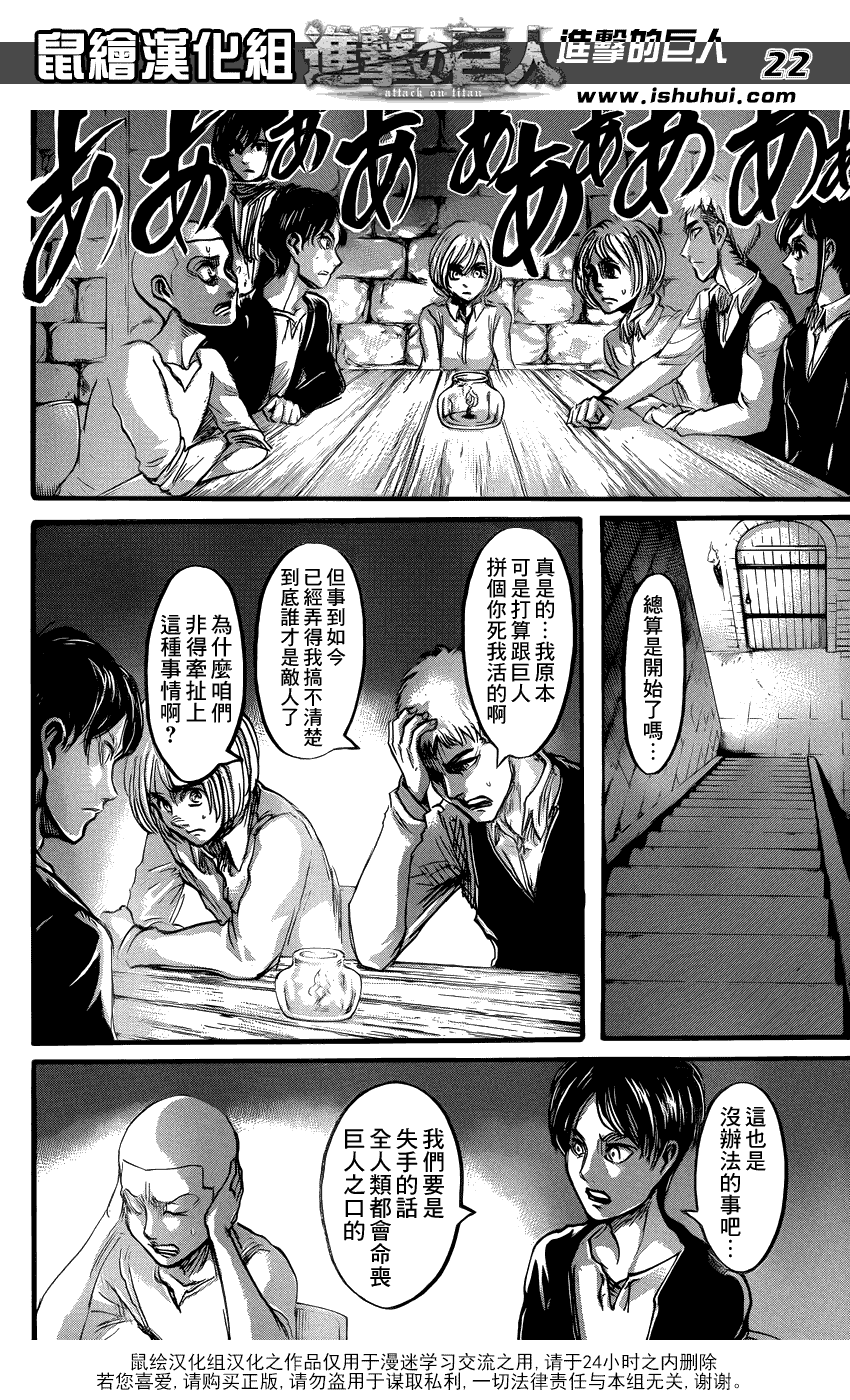 鼠繪漢化組
進撃の巨人
attack on titan
進擊的巨人
22
www.ishuhui.com
あ
あ
あ
あ
あ
あ
あ
あ
あ
あ
總算是開始了嗎…
真是的…我原本
可是打算跟巨人
拼個你死我活的啊
但事到如今
已經弄得我搞不清楚
到底誰才是敵人了
為什麼咱們
非得牽扯上
這種事情啊？
這也是
沒辦法的事吧…
我們要是
失手的話
全人類都會命喪
巨人之口的
鼠绘汉化组汉化之作品仅用于漫迷学习交流之用，请于24小时之内删除
若您喜爱，请购买正版，请勿盗用于谋取私利，一切法律责任与本组无关，谢谢。